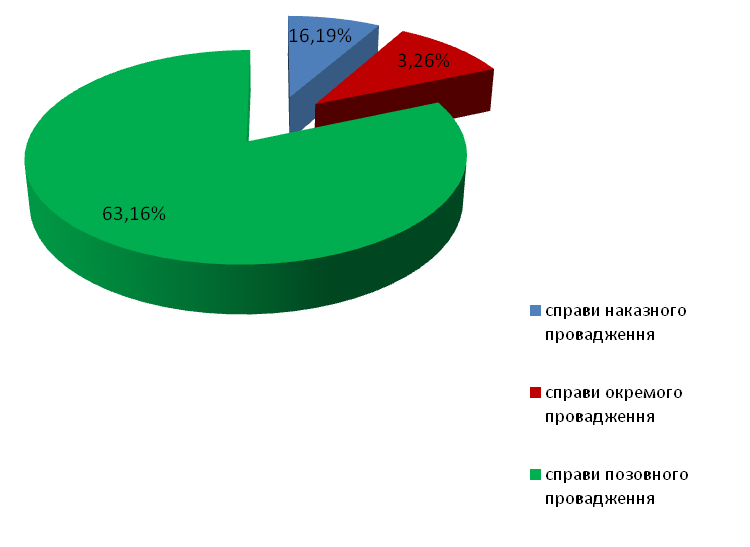 16,19%
3,26%
63,16%
справи наказного
провадження
справи окремого
провадження
справи позовного
провадження